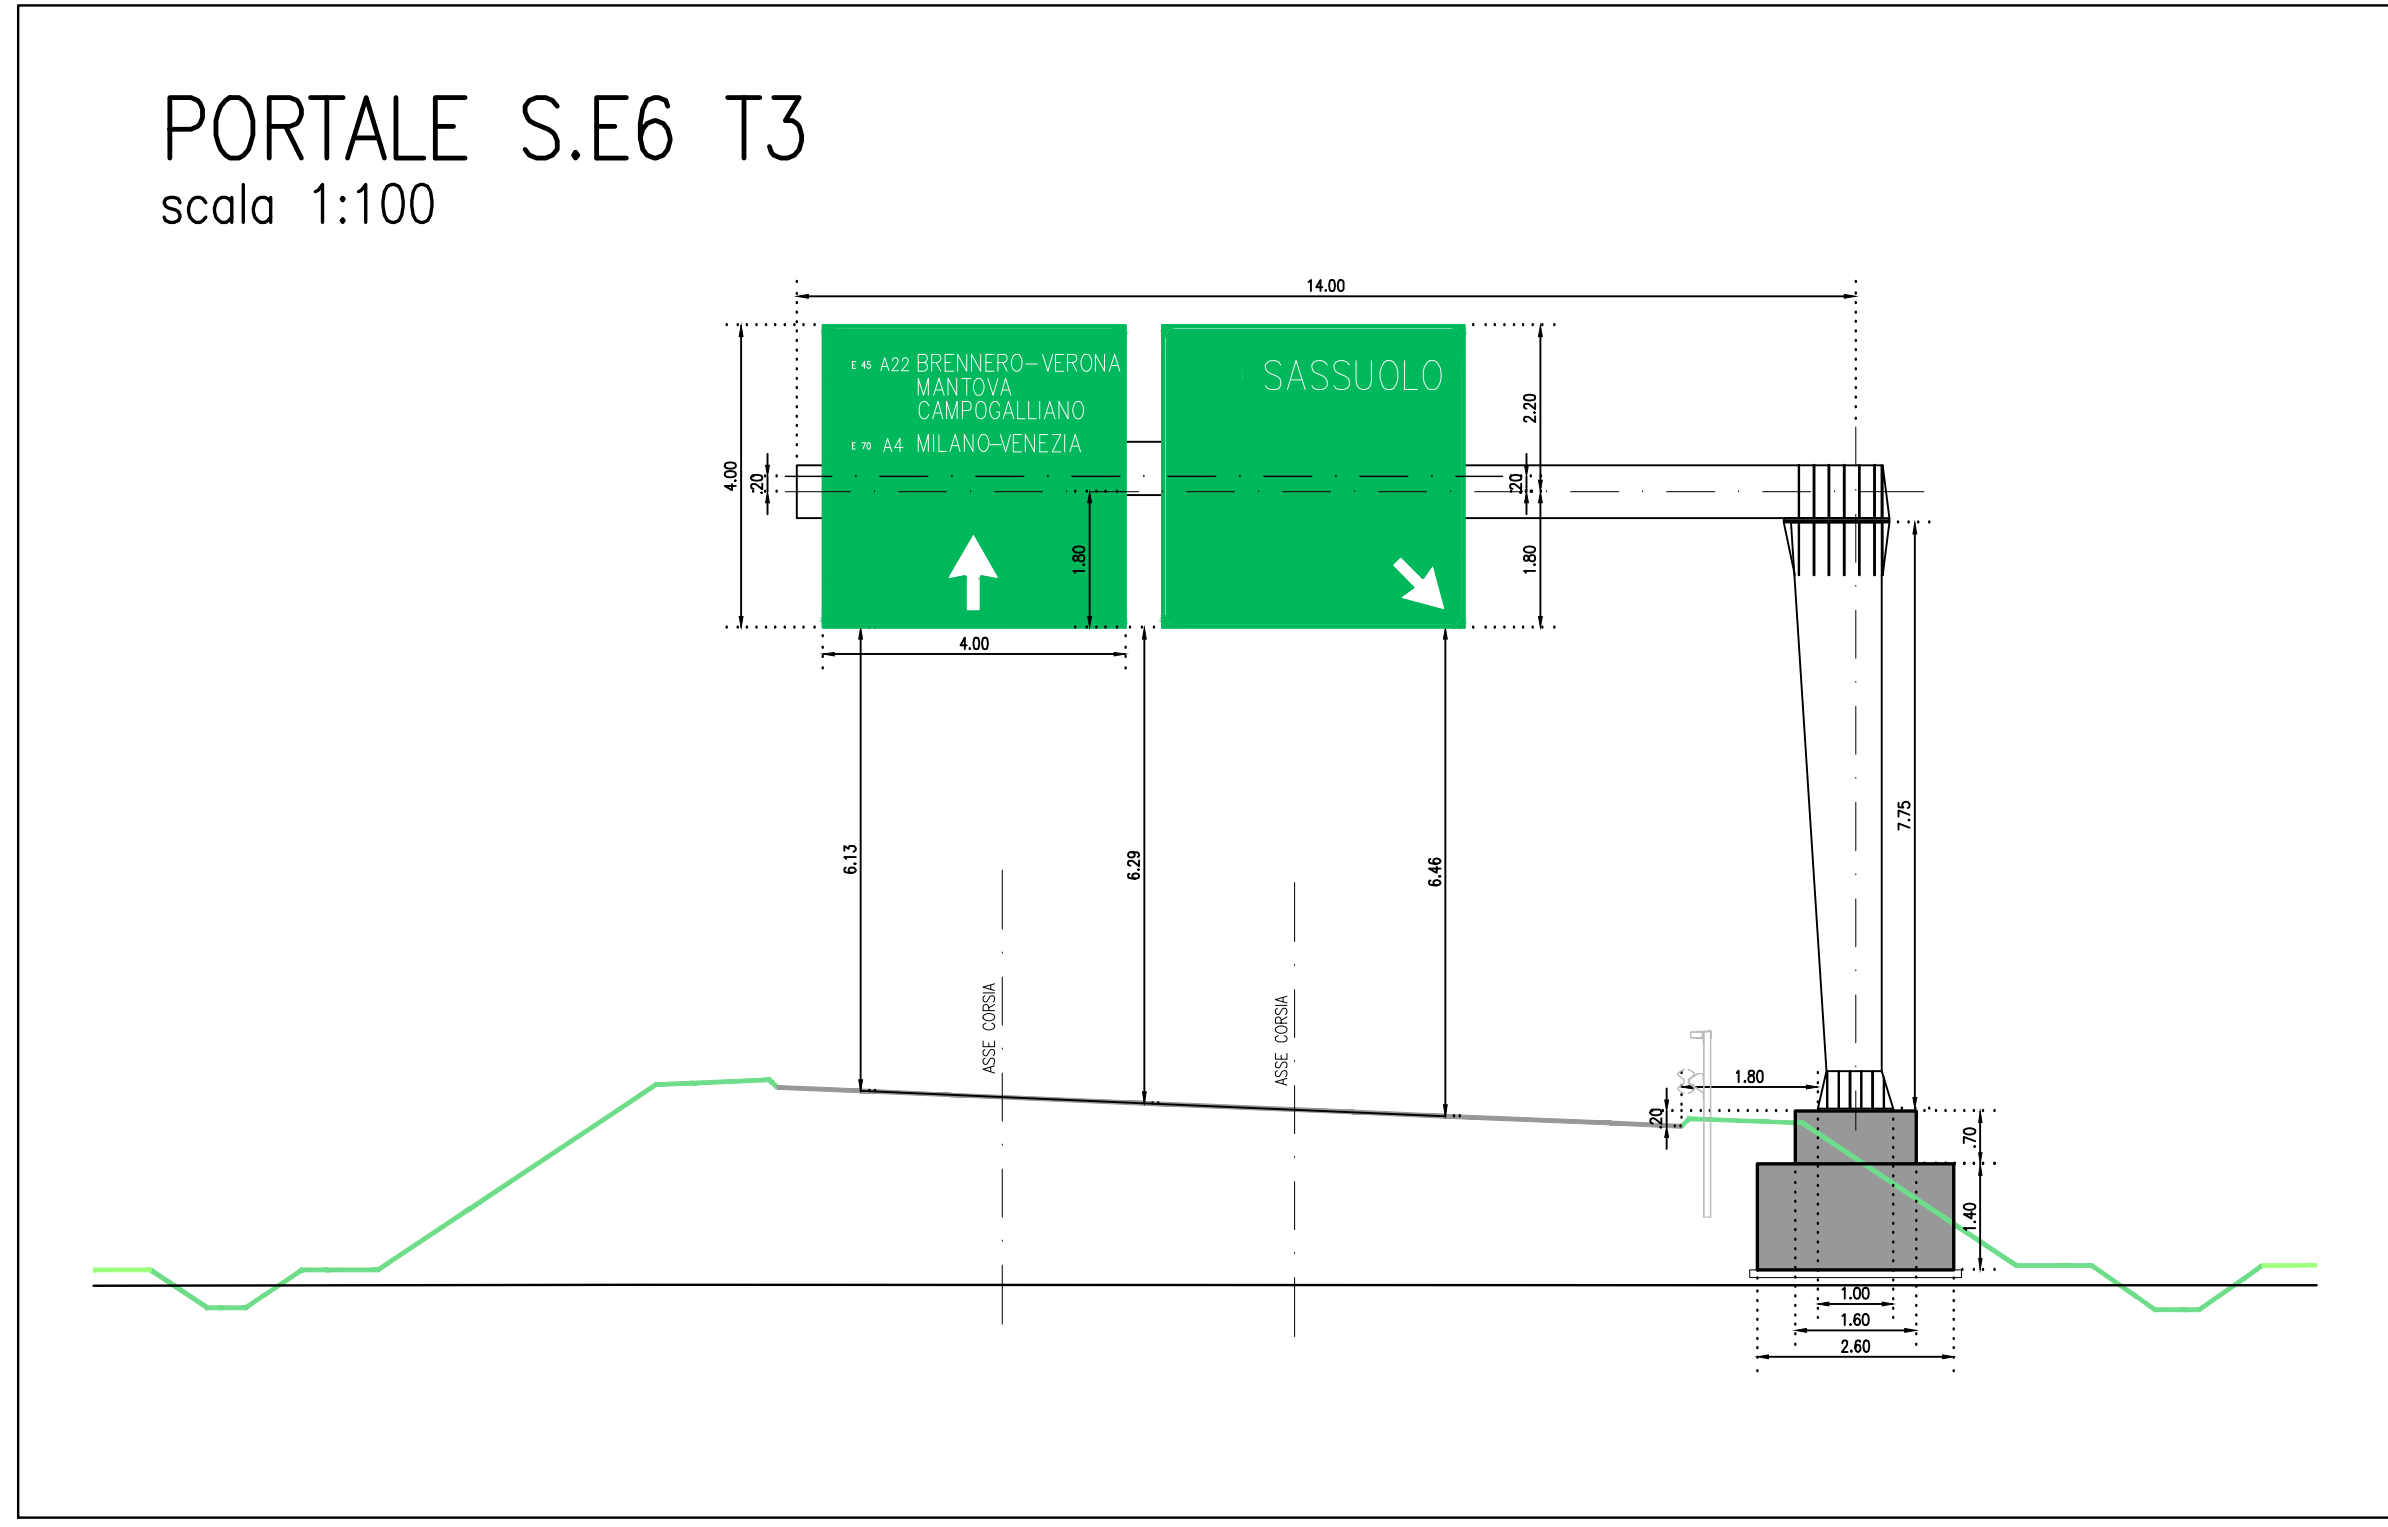 PORTALE S.E6 T3
scala 1:100
14.00
E 45 A22 BRENNERO-VERONA
MANTOVA
CAMPOGALLIANO
E 70 A4 MILANO-VENEZIA
SASSUOLO
4.00
.20
1.80
4.00
2.20
.20
1.80
6.13
6.29
6.46
7.75
ASSE CORSIA
ASSE CORSIA
1.80
.20
.70
1.40
1.00
1.60
2.60